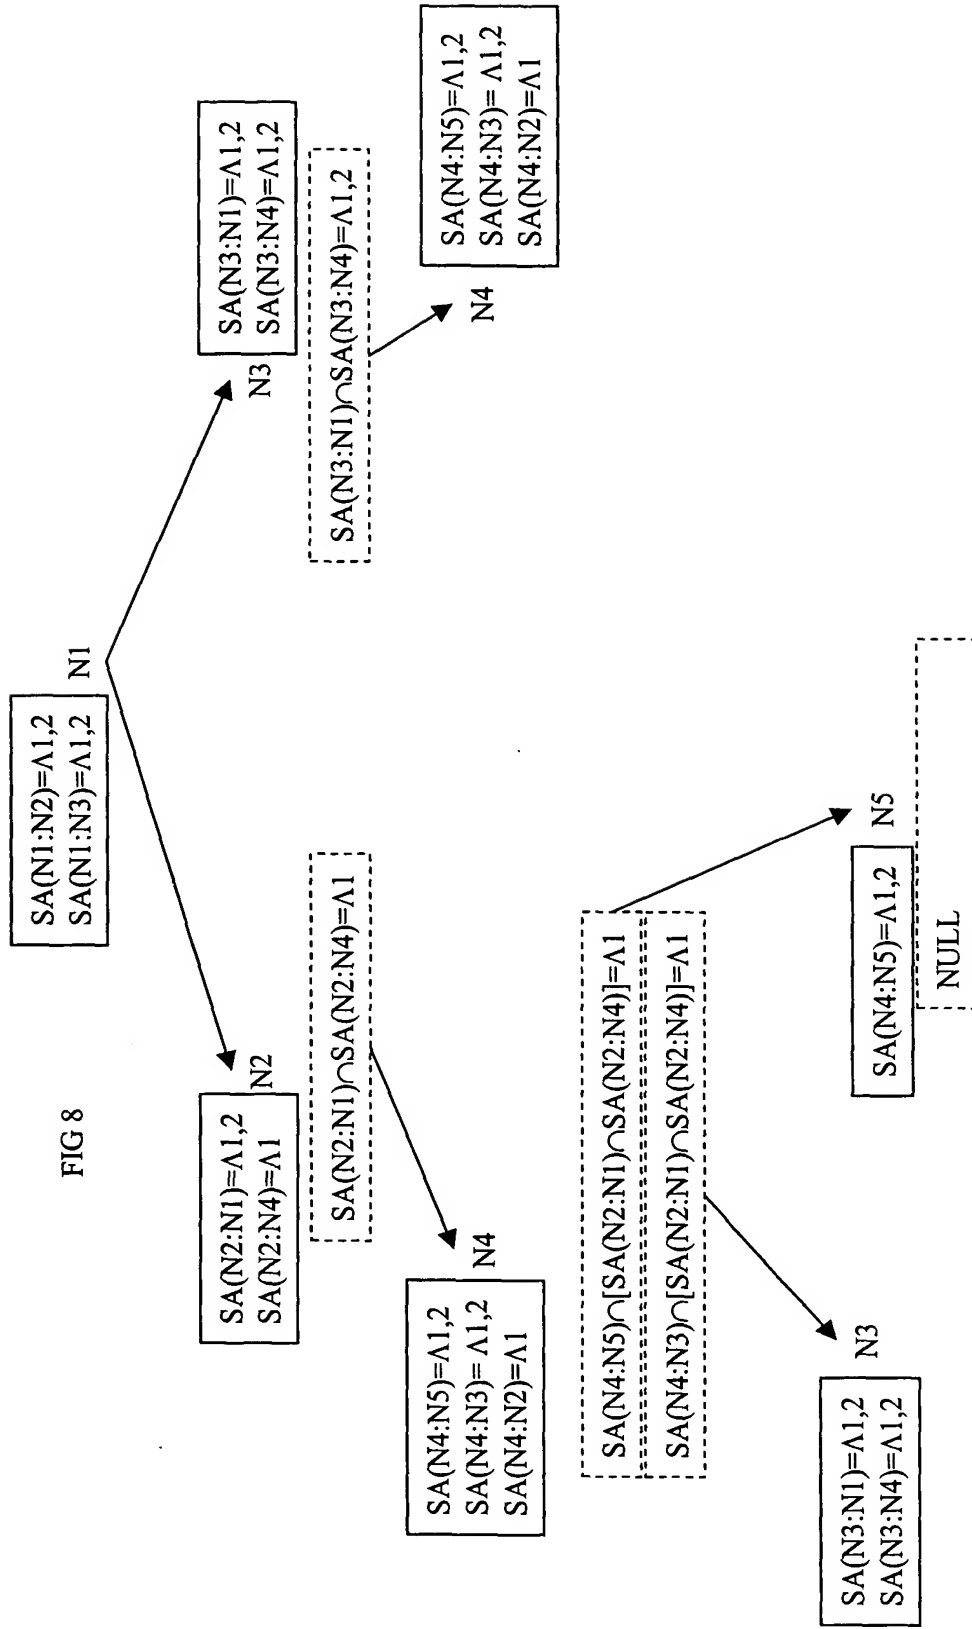 FIG 8
SA(N1:N2)=Λ1,2
SA(N1:N3)=Λ1,2
N1
SA(N2:N1)=Λ1,2
SA(N2:N4)=Λ1
N2
N3
SA(N3:N1)=Λ1,2
SA(N3:N4)=Λ1,2
SA(N2:N1)∩SA(N2:N4)=Λ1
SA(N3:N1)∩SA(N3:N4)=Λ1,2
SA(N4:N5)=Λ1,2
SA(N4:N3)= Λ1,2
SA(N4:N2)=Λ1
N4
N4
SA(N4:N5)=Λ1,2
SA(N4:N3)= Λ1,2
SA(N4:N2)=Λ1
SA(N4:N5)∩[SA(N2:N1)∩SA(N2:N4)]=Λ1
SA(N4:N3)∩[SA(N2:N1)∩SA(N2:N4)]=Λ1
SA(N3:N1)=Λ1,2
SA(N3:N4)=Λ1,2
N3
SA(N4:N5)=Λ1,2
N5
NULL